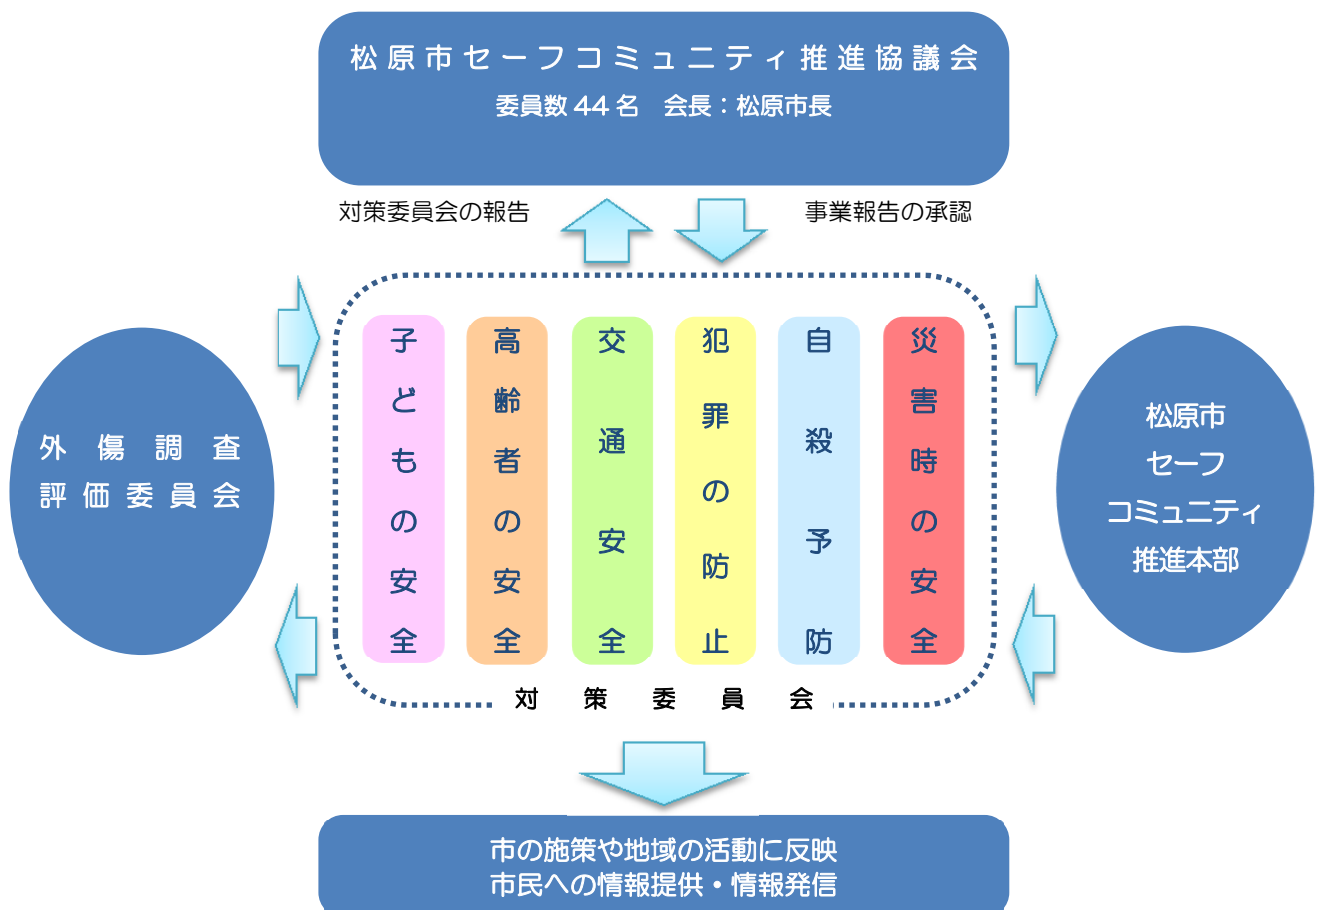 松原市セーフコミュニティ推進協議会
委員数44名　会長：松原市長
対策委員会の報告
事業報告の承認
外傷調査
評価委員会
子どもの安全
高齢者の安全
交通安全
犯罪の防止
自殺予防
災害時の安全
対策委員会
松原市
セーフ
コミュニティ
推進本部
市の施策や地域の活動に反映
市民への情報提供・情報発信